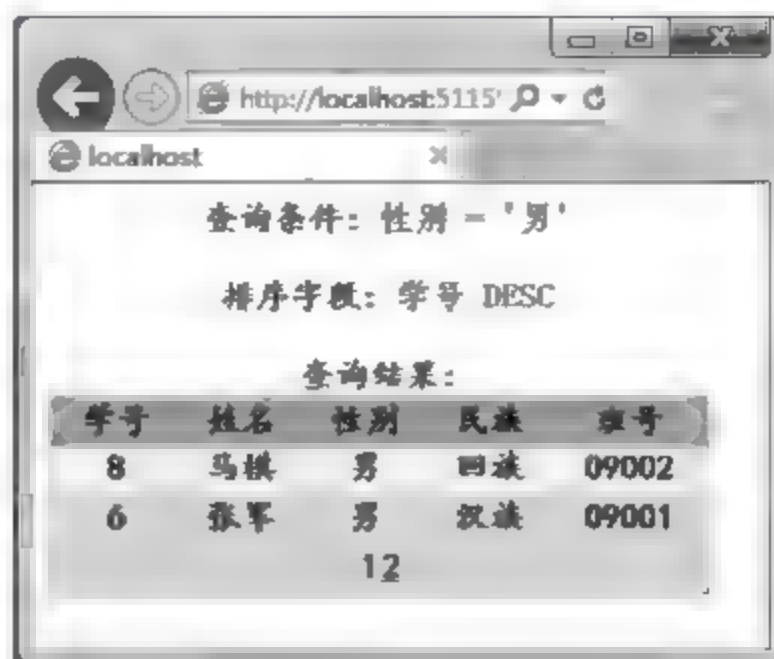 http://localhost:5115
localhost
查询条件: 性别 = '男'
排序字段: 学号 DESC
查询结果:
学号 姓名 性别 民族 班号
8 马棋 男 回族 09002
6 张军 男 汉族 09001
1 2